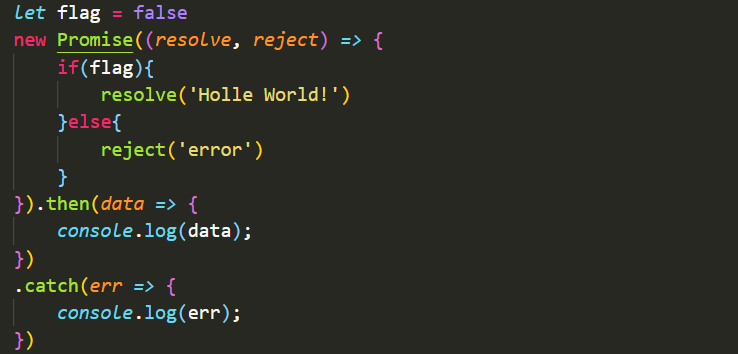 let flag = false
new Promise((resolve, reject) => {
    if(flag){
        resolve('Holle World!')
    }else{
        reject('error')
    }
}).then(data => {
    console.log(data);
})
.catch(err => {
    console.log(err);
})